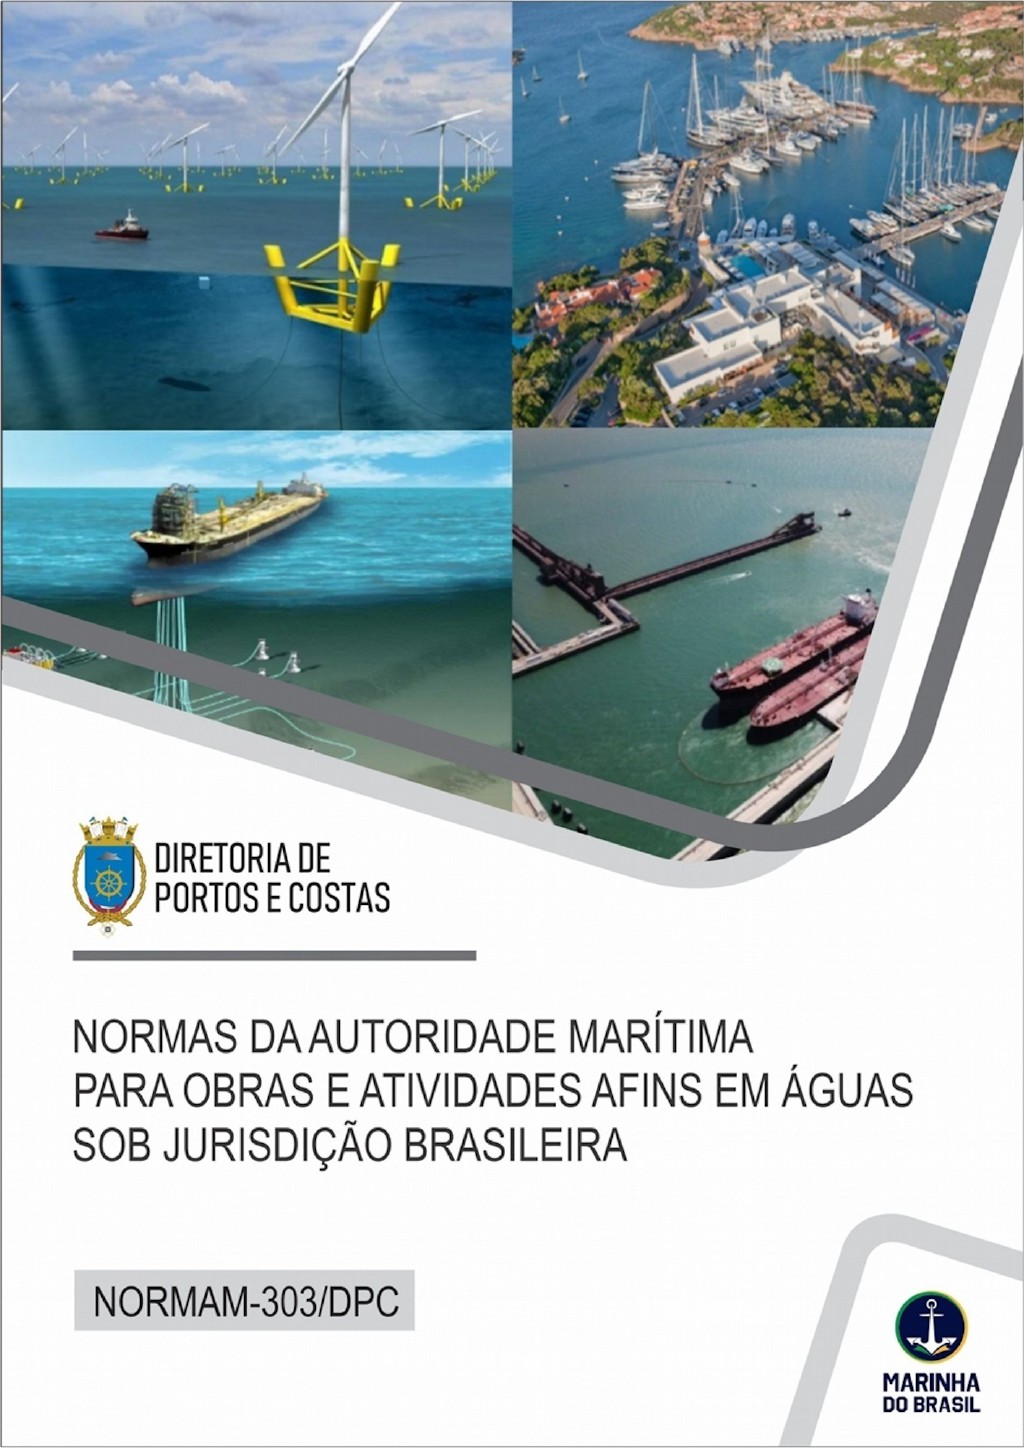 DIRETORIA DE
PORTOS E COSTAS
NORMAS DA AUTORIDADE MARÍTIMA
PARA OBRAS E ATIVIDADES AFINS EM ÁGUAS
SOB JURISDIÇÃO BRASILEIRA
NORMAM-303/DPC
MARINHA
DO BRASIL